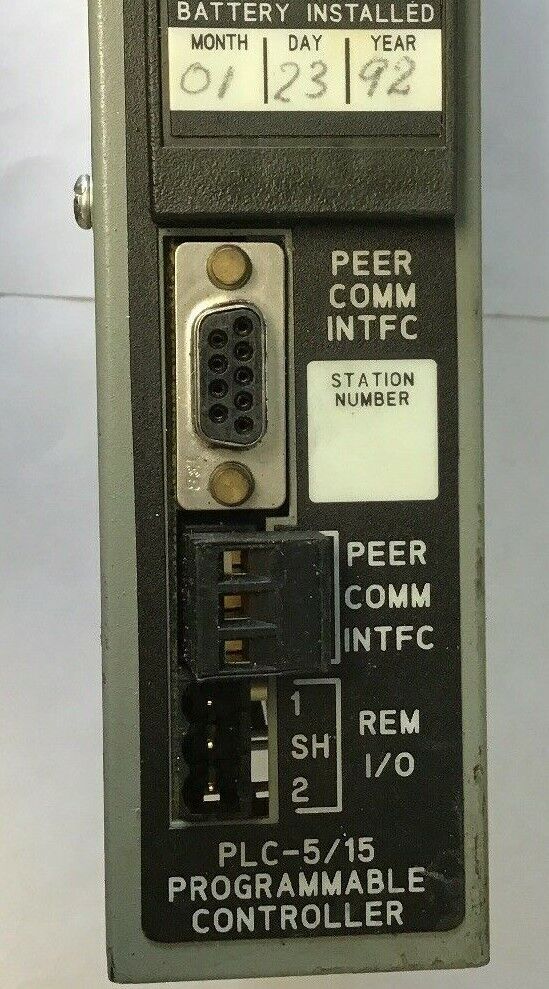 BATTERY INSTALLED
MONTH DAY YEAR
01 23 92
PEER
COMM
INTFC
STATION
NUMBER
PEER
COMM
INTFC
1
SH
2
REM
I/O
PLC-5/15
PROGRAMMABLE
CONTROLLER